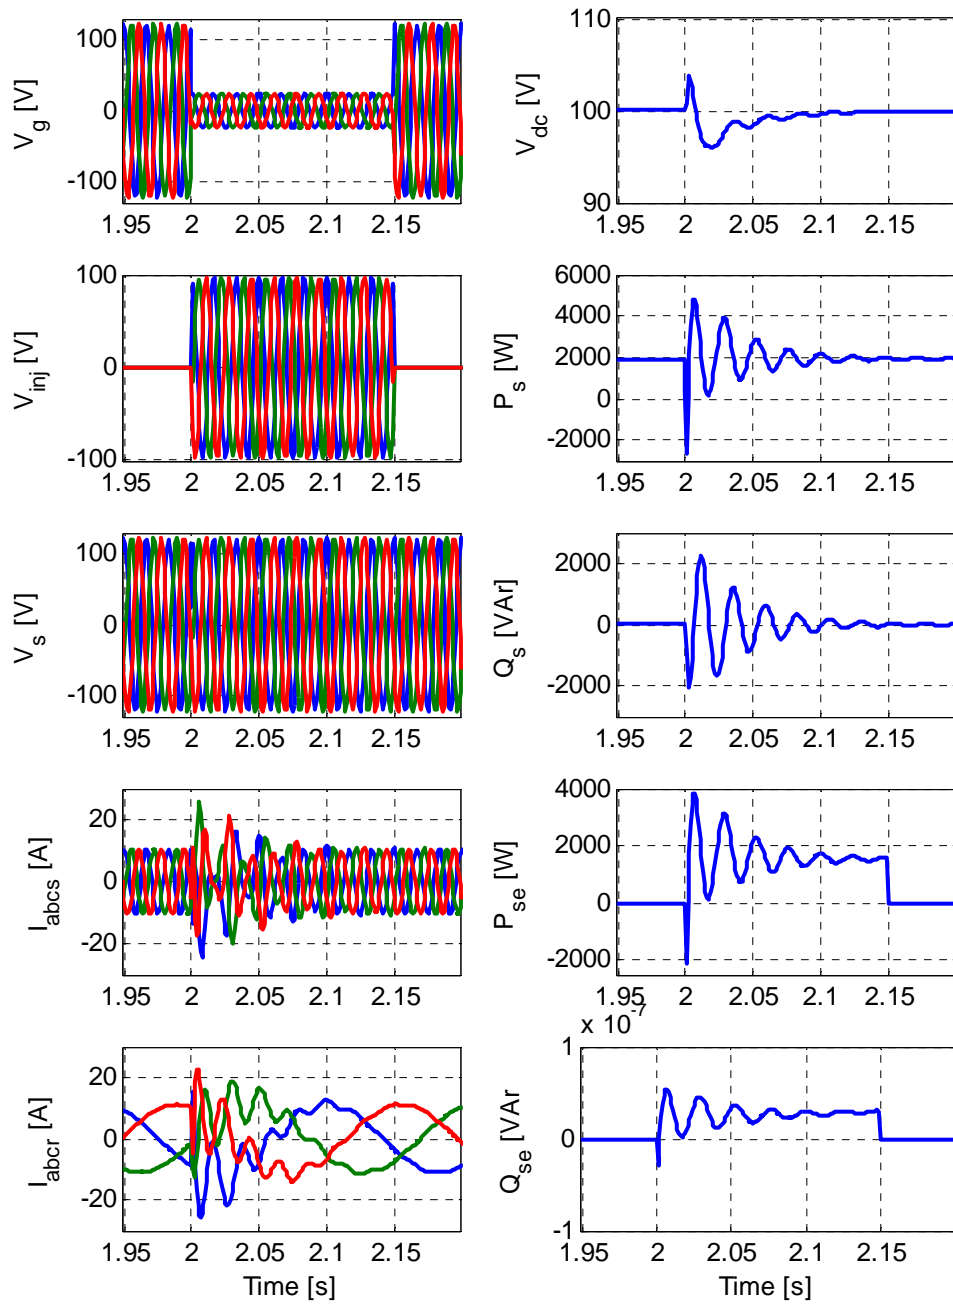 V_g [V]
100
0
-100
1.95 2 2.05 2.1 2.15
V_dc [V]
110
100
90
1.95 2 2.05 2.1 2.15
V_inj [V]
100
0
-100
1.95 2 2.05 2.1 2.15
P_s [W]
6000
4000
2000
0
-2000
1.95 2 2.05 2.1 2.15
V_s [V]
100
0
-100
1.95 2 2.05 2.1 2.15
Q_s [VAr]
2000
0
-2000
1.95 2 2.05 2.1 2.15
I_abcs [A]
20
0
-20
1.95 2 2.05 2.1 2.15
P_se [W]
4000
2000
0
-2000
1.95 2 2.05 2.1 2.15
I_abcr [A]
20
0
-20
1.95 2 2.05 2.1 2.15
Time [s]
x 10^-7
Q_se [VAr
1
0
-1
1.95 2 2.05 2.1 2.15
Time [s]